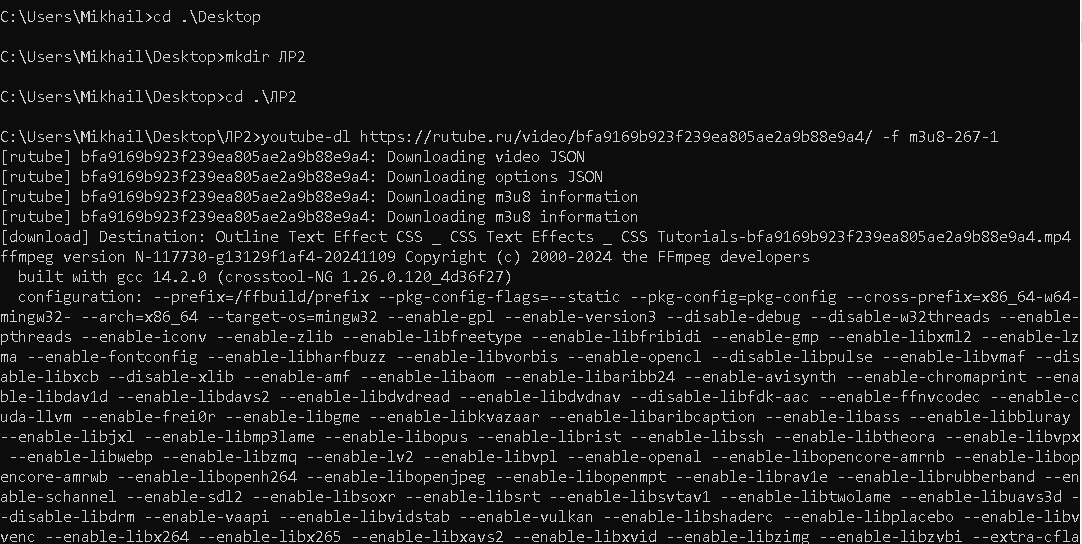 C:\Users\Mikhail>cd .\Desktop
C:\Users\Mikhail\Desktop>mkdir ЛР2
C:\Users\Mikhail\Desktop>cd .\ЛР2
C:\Users\Mikhail\Desktop\ЛР2>youtube-dl https://rutube.ru/video/bfa9169b923f239ea805ae2a9b88e9a4/ -f m3u8-267-1
[rutube] bfa9169b923f239ea805ae2a9b88e9a4: Downloading video JSON
[rutube] bfa9169b923f239ea805ae2a9b88e9a4: Downloading options JSON
[rutube] bfa9169b923f239ea805ae2a9b88e9a4: Downloading m3u8 information
[rutube] bfa9169b923f239ea805ae2a9b88e9a4: Downloading m3u8 information
[download] Destination: Outline Text Effect CSS _ CSS Text Effects _ CSS Tutorials-bfa9169b923f239ea805ae2a9b88e9a4.mp4
ffmpeg version N-117730-g13129f1af4-20241109 Copyright (c) 2000-2024 the FFmpeg developers
  built with gcc 14.2.0 (crosstool-NG 1.26.0.120_4d36f27)
  configuration: --prefix=/ffbuild/prefix --pkg-config-flags=--static --pkg-config=pkg-config --cross-prefix=x86_64-w64-
mingw32- --arch=x86_64 --target-os=mingw32 --enable-gpl --enable-version3 --disable-debug --disable-w32threads --enable-
pthreads --enable-iconv --enable-zlib --enable-libfreetype --enable-libfribidi --enable-gmp --enable-libxml2 --enable-lz
ma --enable-fontconfig --enable-libharfbuzz --enable-libvorbis --enable-opencl --disable-libpulse --enable-libvmaf --dis
able-libxcb --disable-xlib --enable-amf --enable-libaom --enable-libaribb24 --enable-avisynth --enable-chromaprint --ena
ble-libdav1d --enable-libdavs2 --enable-libdvdread --enable-libdvdnav --disable-libfdk-aac --enable-ffnvcodec --enable-c
uda-llvm --enable-frei0r --enable-libgme --enable-libkvazaar --enable-libaribcaption --enable-libass --enable-libbluray
--enable-libjxl --enable-libmp3lame --enable-libopus --enable-librist --enable-libssh --enable-libtheora --enable-libvpx
 --enable-libwebp --enable-libzmq --enable-lv2 --enable-libvpl --enable-openal --enable-libopencore-amrnb --enable-libop
encore-amrwb --enable-libopenh264 --enable-libopenjpeg --enable-libopenmpt --enable-librav1e --enable-librubberband --en
able-schannel --enable-sdl2 --enable-libsoxr --enable-libsrt --enable-libsvtav1 --enable-libtwolame --enable-libuavs3d -
-disable-libdrm --enable-vaapi --enable-libvidstab --enable-vulkan --enable-libshaderc --enable-libplacebo --enable-libv
venc --enable-libx264 --enable-libx265 --enable-libxavs2 --enable-libxvid --enable-libzimg --enable-libzvbi --extra-cfla